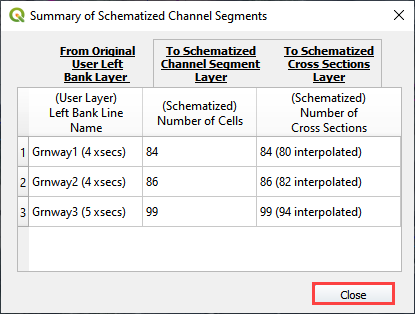 Summary of Schematized Channel Segments
From Original
User Left
Bank Layer
To Schematized
Channel Segment
Layer
To Schematized
Cross Sections
Layer
(User Layer)
Left Bank Line
Name
(Schematized)
Number of Cells
(Schematized)
Number of
Cross Sections
1 Grnway1 (4 xsecs) 84 84 (80 interpolated)
2 Grnway2 (4 xsecs) 86 86 (82 interpolated)
3 Grnway3 (5 xsecs) 99 99 (94 interpolated)
Close